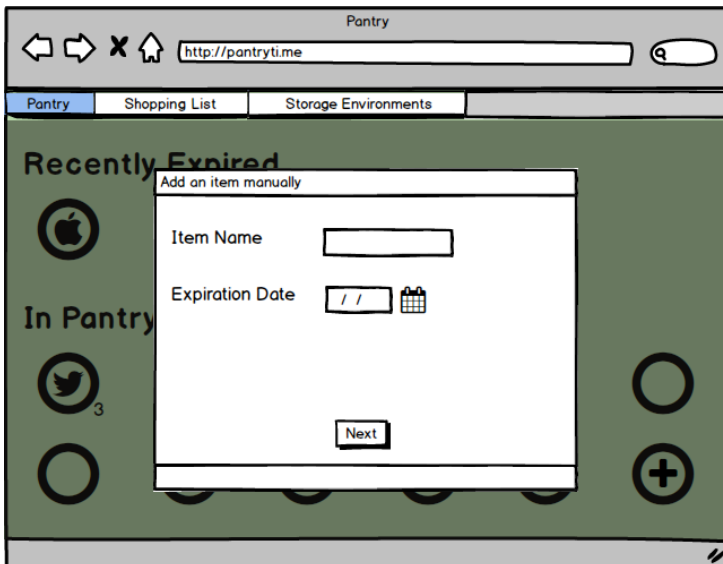 Pantry
http://pantryti.me
Pantry
Shopping List
Storage Environments
Recently Expired
Add an item manually
Item Name
Expiration Date
/ /
In Pantry
3
Next